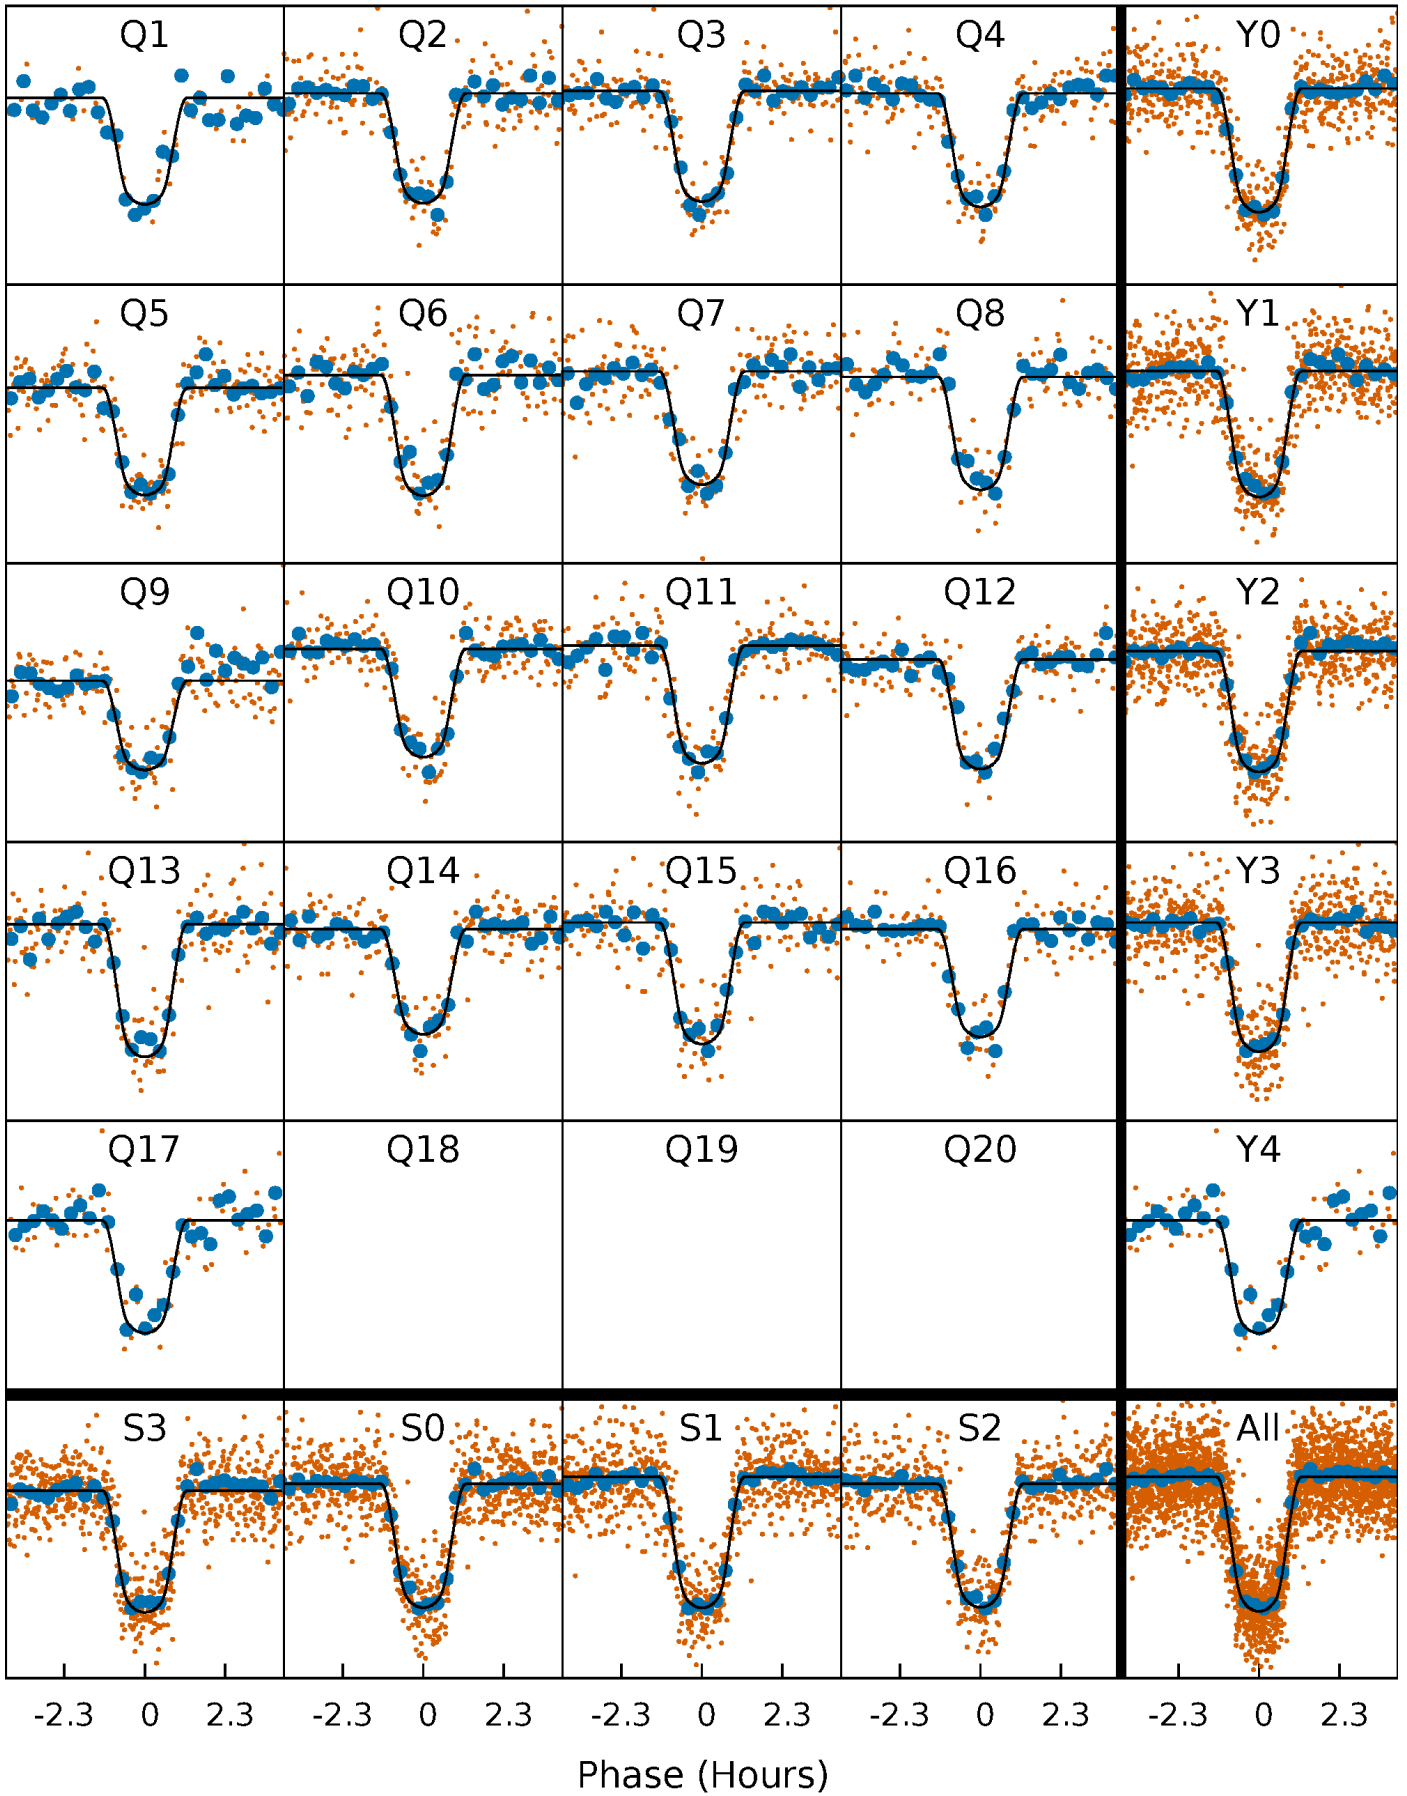 Q1 Q2 Q3 Q4 Y0
Q5 Q6 Q7 Q8 Y1
Q9 Q10 Q11 Q12 Y2
Q13 Q14 Q15 Q16 Y3
Q17 Q18 Q19 Q20 Y4
S3 S0 S1 S2 All
-2.3 0 2.3 -2.3 0 2.3 -2.3 0 2.3 -2.3 0 2.3 -2.3 0 2.3
Phase (Hours)